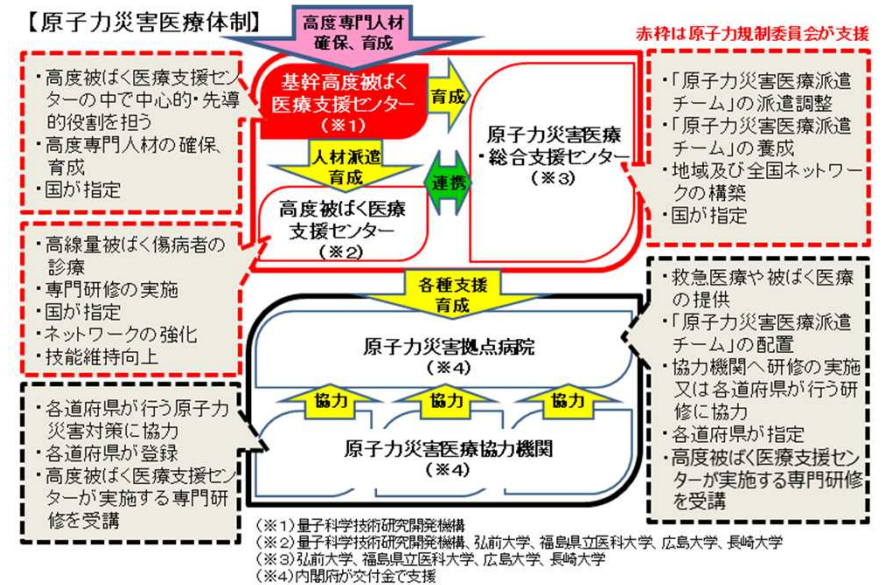 【原子力災害医療体制】
高度専門人材
確保、育成
赤枠は原子力規制委員会が支援
・高度被ばく医療支援セン
ターの中で中心的・先導
的役割を担う
・高度専門人材の確保、
育成
・国が指定
基幹高度被ばく
医療支援センター
(※1)
育成
原子力災害医療
・総合支援センター
(※3)
人材派遣
育成
連携
高度被ばく医療
支援センター
(※2)
・「原子力災害医療派遣
チーム」の派遣調整
・「原子力災害医療派遣
チーム」の養成
・地域及び全国ネットワー
クの構築
・国が指定
・高線量被ばく傷病者の
診療
・専門研修の実施
・国が指定
・ネットワークの強化
・技能維持向上
各種支援
育成
原子力災害拠点病院
(※4)
協力
協力
協力
原子力災害医療協力機関
(※4)
・救急医療や被ばく医療
の提供
・「原子力災害医療派遣
チーム」の配置
・協力機関へ研修の実施
又は各道府県が行う研
修に協力
・各道府県が指定
・高度被ばく医療支援セン
ターが実施する専門研修
を受講
・各道府県が行う原子力
災害対策に協力
・各道府県が登録
・高度被ばく医療支援セン
ターが実施する専門研
修を受講
(※1)量子科学技術研究開発機構
(※2)量子科学技術研究開発機構、弘前大学、福島県立医科大学、広島大学、長崎大学
(※3)弘前大学、福島県立医科大学、広島大学、長崎大学
(※4)内閣府が交付金で支援